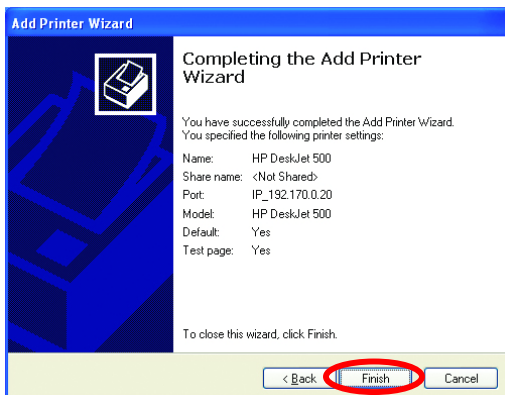 Add Printer Wizard
Completing the Add Printer
Wizard
You have successfully completed the Add Printer Wizard.
You specified the following printer settings:
Name: HP DeskJet 500
Share name: <Not Shared>
Port: IP_192.170.0.20
Model: HP DeskJet 500
Default: Yes
Test page: Yes
To close this wizard, click Finish.
< Back Finish Cancel